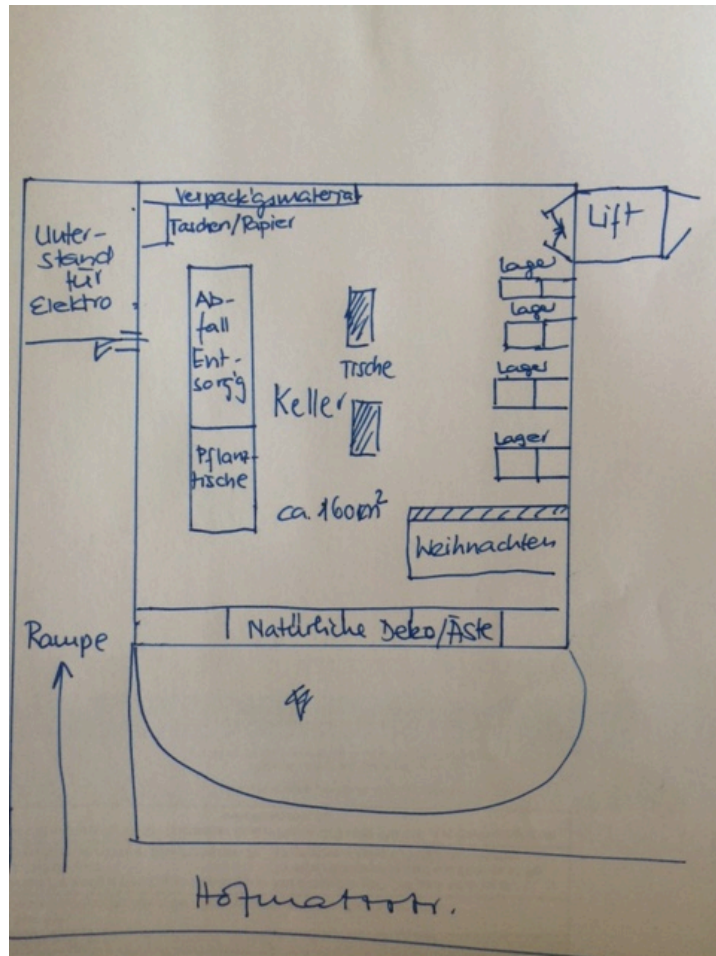 Verpack'gsmaterial
Taschen/Papier
Lift
Unter-
stand
für
Elektro
Lager
Lager
Lager
Lager
Ab-
fall
Ent-
sorg'g
Tische
Keller
Pflanz-
tische
ca. 160m²
Weihnachten
Natürliche Deko/Äste
Rampe
Hofmattstr.